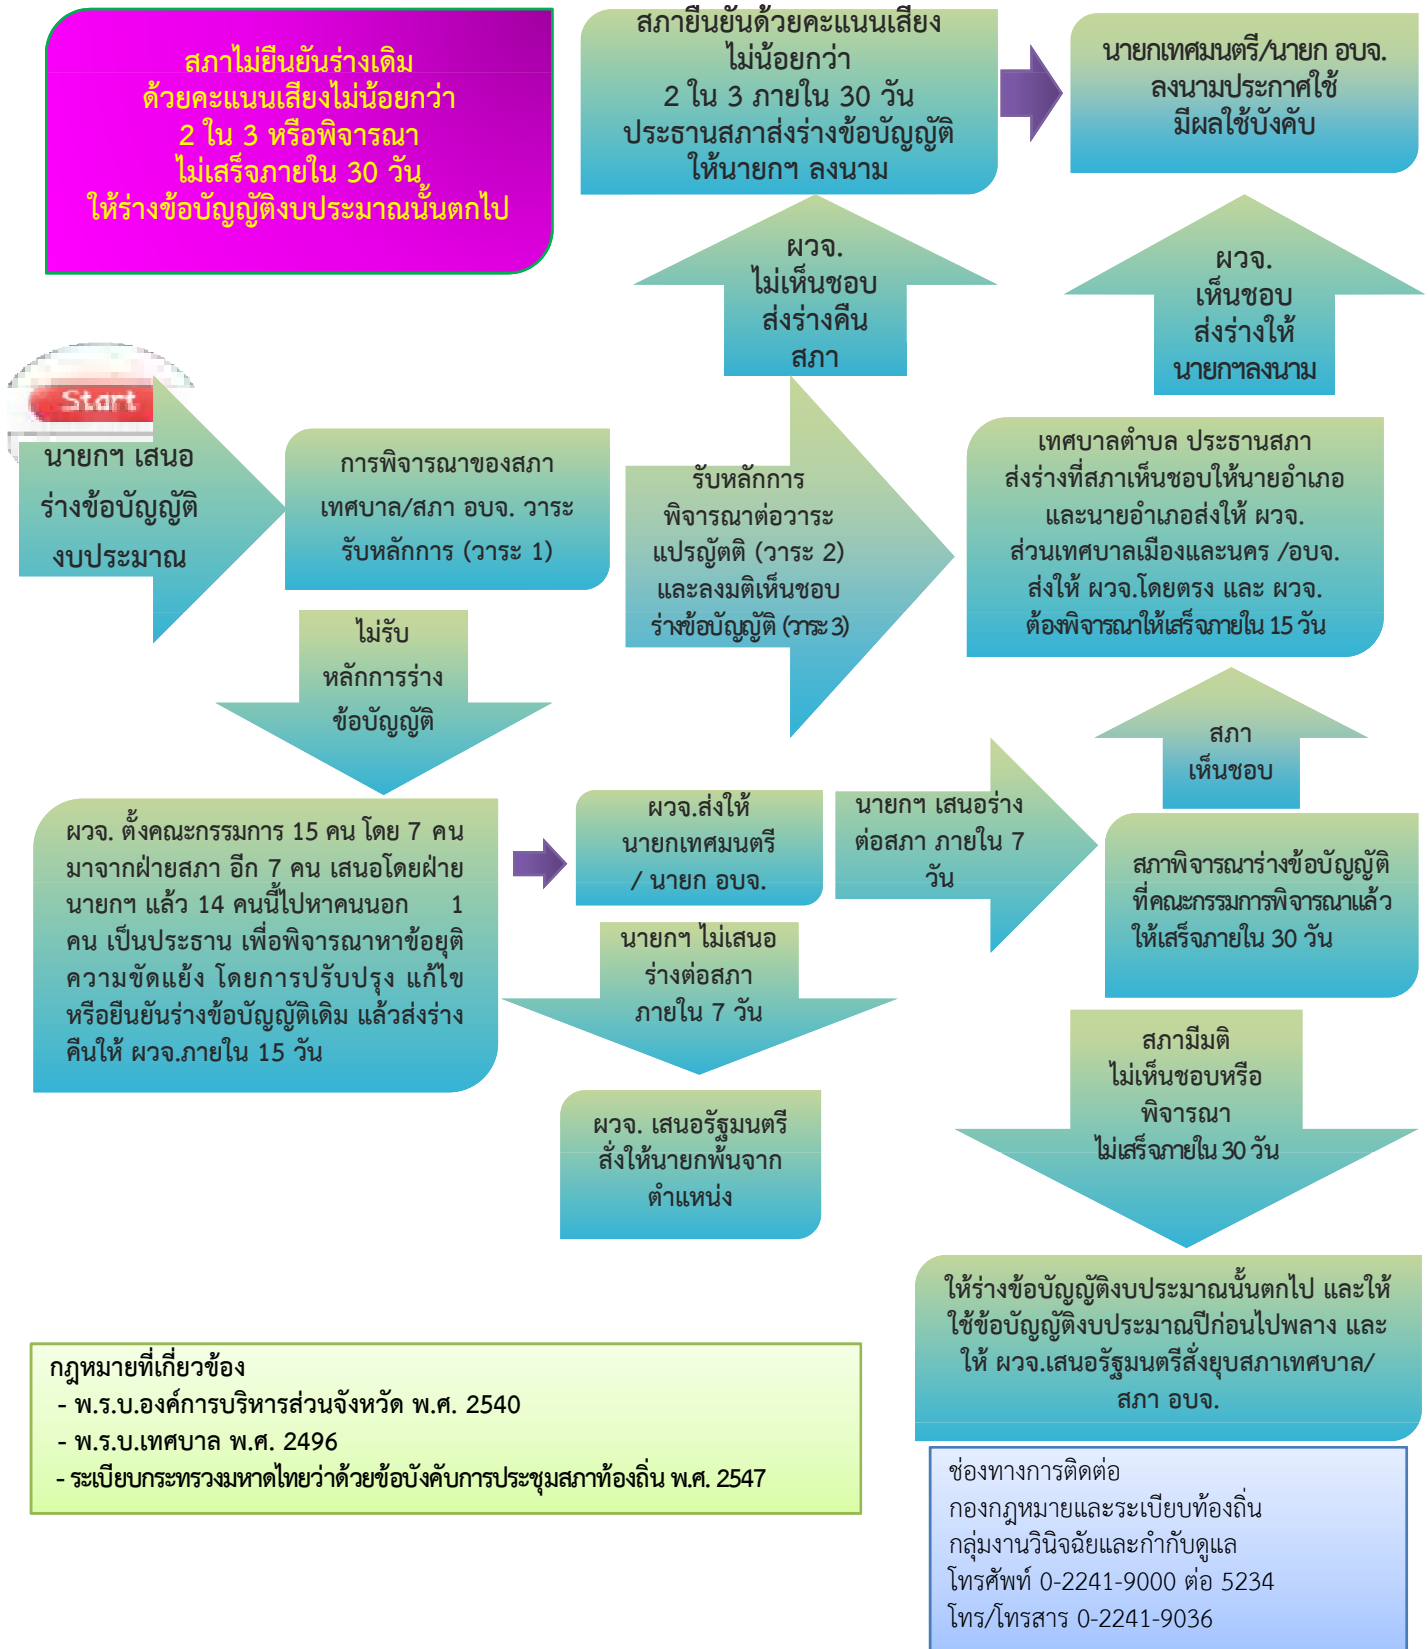 สภาไม่ยืนยันร่างเดิม
ด้วยคะแนนเสียงไม่น้อยกว่า
2 ใน 3 หรือพิจารณา
ไม่เสร็จภายใน 30 วัน
ให้ร่างข้อบัญญัติงบประมาณนั้นตกไป
สภายืนยันด้วยคะแนนเสียง
ไม่น้อยกว่า
2 ใน 3 ภายใน 30 วัน
ประธานสภาส่งร่างข้อบัญญัติ
ให้นายกฯ ลงนาม
นายกเทศมนตรี/นายก อบจ.
ลงนามประกาศใช้
มีผลใช้บังคับ
ผวจ.
ไม่เห็นชอบ
ส่งร่างคืน
สภา
ผวจ.
เห็นชอบ
ส่งร่างให้
นายกฯลงนาม
Start
นายกฯ เสนอ
ร่างข้อบัญญัติ
งบประมาณ
การพิจารณาของสภา
เทศบาล/สภา อบจ. วาระ
รับหลักการ (วาระ 1)
รับหลักการ
พิจารณาต่อวาระ
แปรญัตติ (วาระ 2)
และลงมติเห็นชอบ
ร่างข้อบัญญัติ (วาระ 3)
เทศบาลตำบล ประธานสภา
ส่งร่างที่สภาเห็นชอบให้นายอำเภอ
และนายอำเภอส่งให้ ผวจ.
ส่วนเทศบาลเมืองและนคร /อบจ.
ส่งให้ ผวจ.โดยตรง และ ผวจ.
ต้องพิจารณาให้เสร็จภายใน 15 วัน
ไม่รับ
หลักการร่าง
ข้อบัญญัติ
สภา
เห็นชอบ
ผวจ. ตั้งคณะกรรมการ 15 คน โดย 7 คน
มาจากฝ่ายสภา อีก 7 คน เสนอโดยฝ่าย
นายกฯ แล้ว 14 คนนี้ไปหาคนนอก 1
คน เป็นประธาน เพื่อพิจารณาหาข้อยุติ
ความขัดแย้ง โดยการปรับปรุง แก้ไข
หรือยืนยันร่างข้อบัญญัติเดิม แล้วส่งร่าง
คืนให้ ผวจ.ภายใน 15 วัน
ผวจ.ส่งให้
นายกเทศมนตรี
/ นายก อบจ.
นายกฯ เสนอร่าง
ต่อสภา ภายใน 7
วัน
สภาพิจารณาร่างข้อบัญญัติ
ที่คณะกรรมการพิจารณาแล้ว
ให้เสร็จภายใน 30 วัน
นายกฯ ไม่เสนอ
ร่างต่อสภา
ภายใน 7 วัน
สภามีมติ
ไม่เห็นชอบหรือ
พิจารณา
ไม่เสร็จภายใน 30 วัน
ผวจ. เสนอรัฐมนตรี
สั่งให้นายกพ้นจาก
ตำแหน่ง
ให้ร่างข้อบัญญัติงบประมาณนั้นตกไป และให้
ใช้ข้อบัญญัติงบประมาณปีก่อนไปพลาง และ
ให้ ผวจ.เสนอรัฐมนตรีสั่งยุบสภาเทศบาล/
สภา อบจ.
กฎหมายที่เกี่ยวข้อง
- พ.ร.บ.องค์การบริหารส่วนจังหวัด พ.ศ. 2540
- พ.ร.บ.เทศบาล พ.ศ. 2496
- ระเบียบกระทรวงมหาดไทยว่าด้วยข้อบังคับการประชุมสภาท้องถิ่น พ.ศ. 2547
ช่องทางการติดต่อ
กองกฎหมายและระเบียบท้องถิ่น
กลุ่มงานวินิจฉัยและกำกับดูแล
โทรศัพท์ 0-2241-9000 ต่อ 5234
โทร/โทรสาร 0-2241-9036